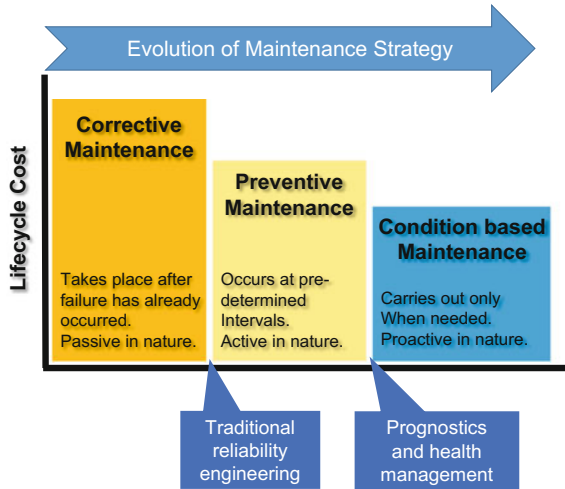 Evolution of Maintenance Strategy
Lifecycle Cost
Corrective
Maintenance
Takes place after
failure has already
occurred.
Passive in nature.
Preventive
Maintenance
Occurs at pre-
determined
Intervals.
Active in nature.
Condition based
Maintenance
Carries out only
When needed.
Proactive in nature.
Traditional
reliability
engineering
Prognostics
and health
management